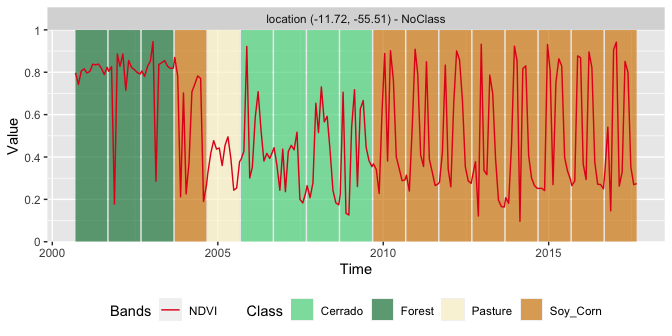 location (-11.72, -55.51) - NoClass
1
0.8
0.6
0.4
0.2
0
Value
2000 2005 2010 2015
Time
Bands NDVI Class Cerrado Forest Pasture Soy_Corn